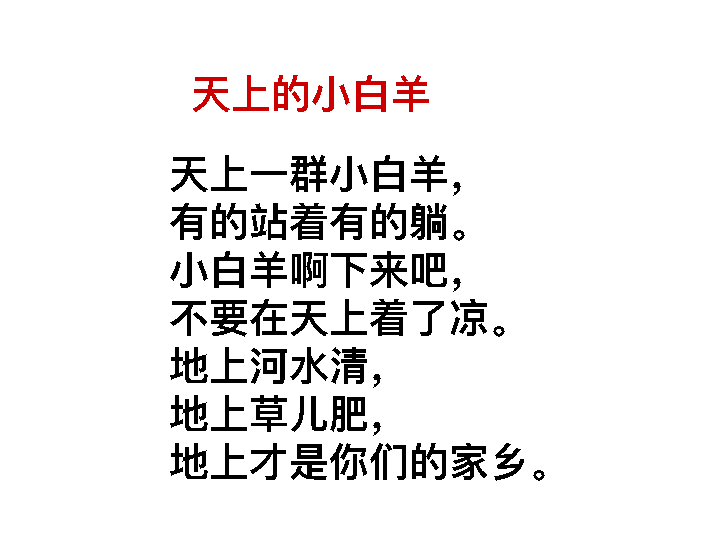 天上的小白羊
天上一群小白羊，
有的站着有的躺。
小白羊啊下来吧，
不要在天上着了凉。
地上河水清，
地上草儿肥，
地上才是你们的家乡。